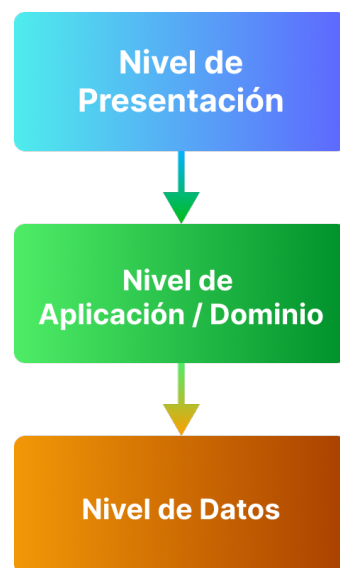 Nivel de
Presentación
Nivel de
Aplicación / Dominio
Nivel de Datos